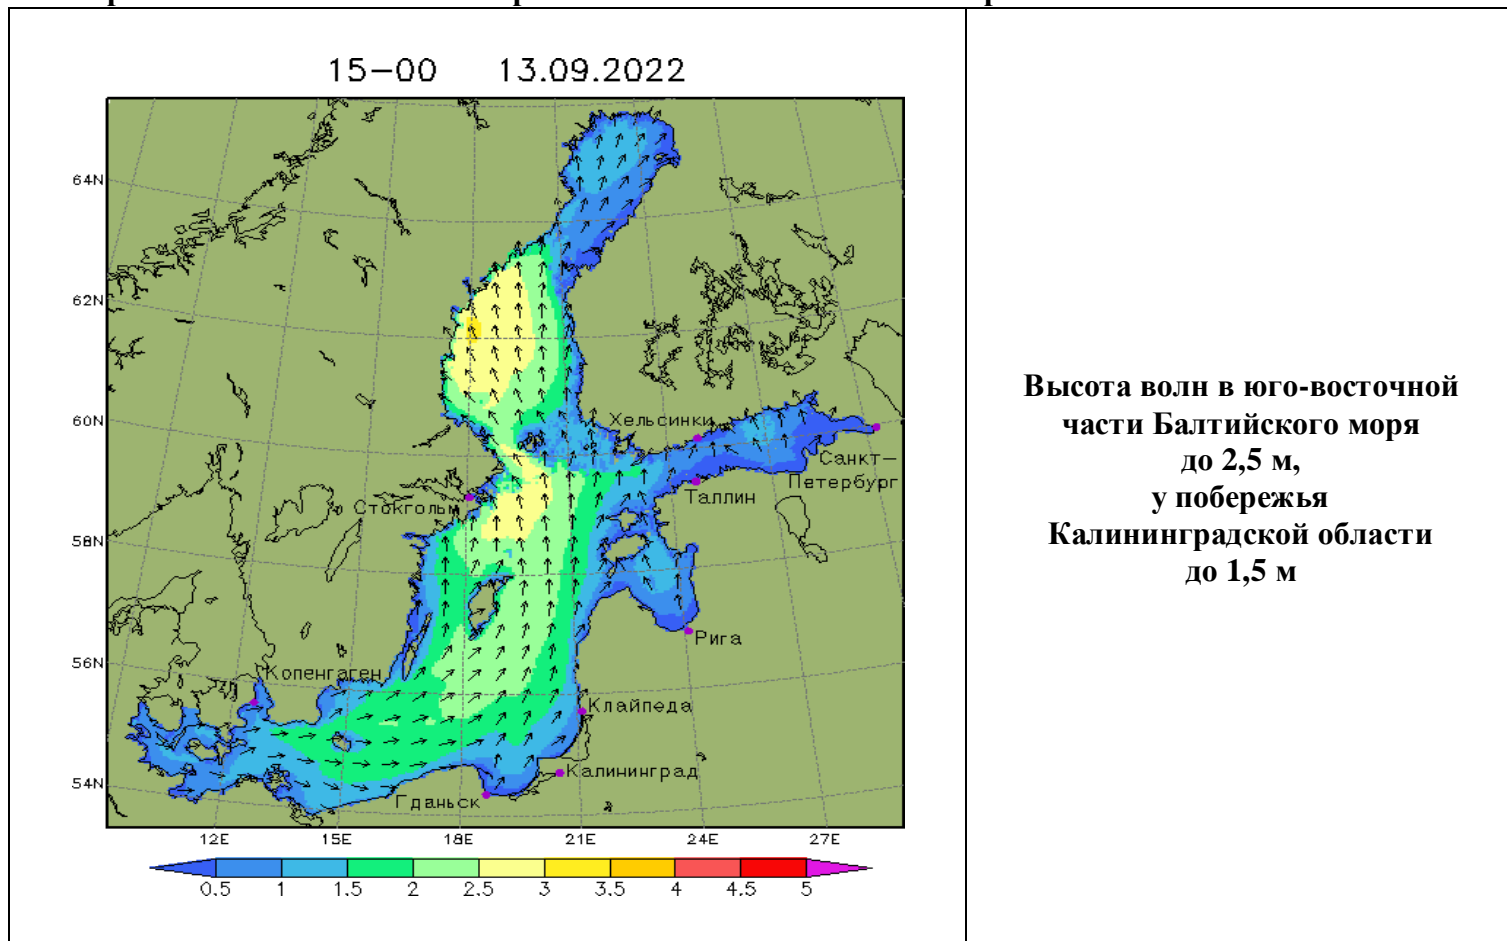 15-00 13.09.2022
64N
62N
60N
58N
56N
54N
Хельсинки
Санкт-
Петербург
Таллин
Стокгольм
Рига
Копенгаген
Клайпеда
Калининград
Гданьск
12E 15E 18E 21E 24E 27E
0.5 1 1.5 2 2.5 3 3.5 4 4.5 5
Высота волн в юго-восточной
части Балтийского моря
до 2,5 м,
у побережья
Калининградской области
до 1,5 м